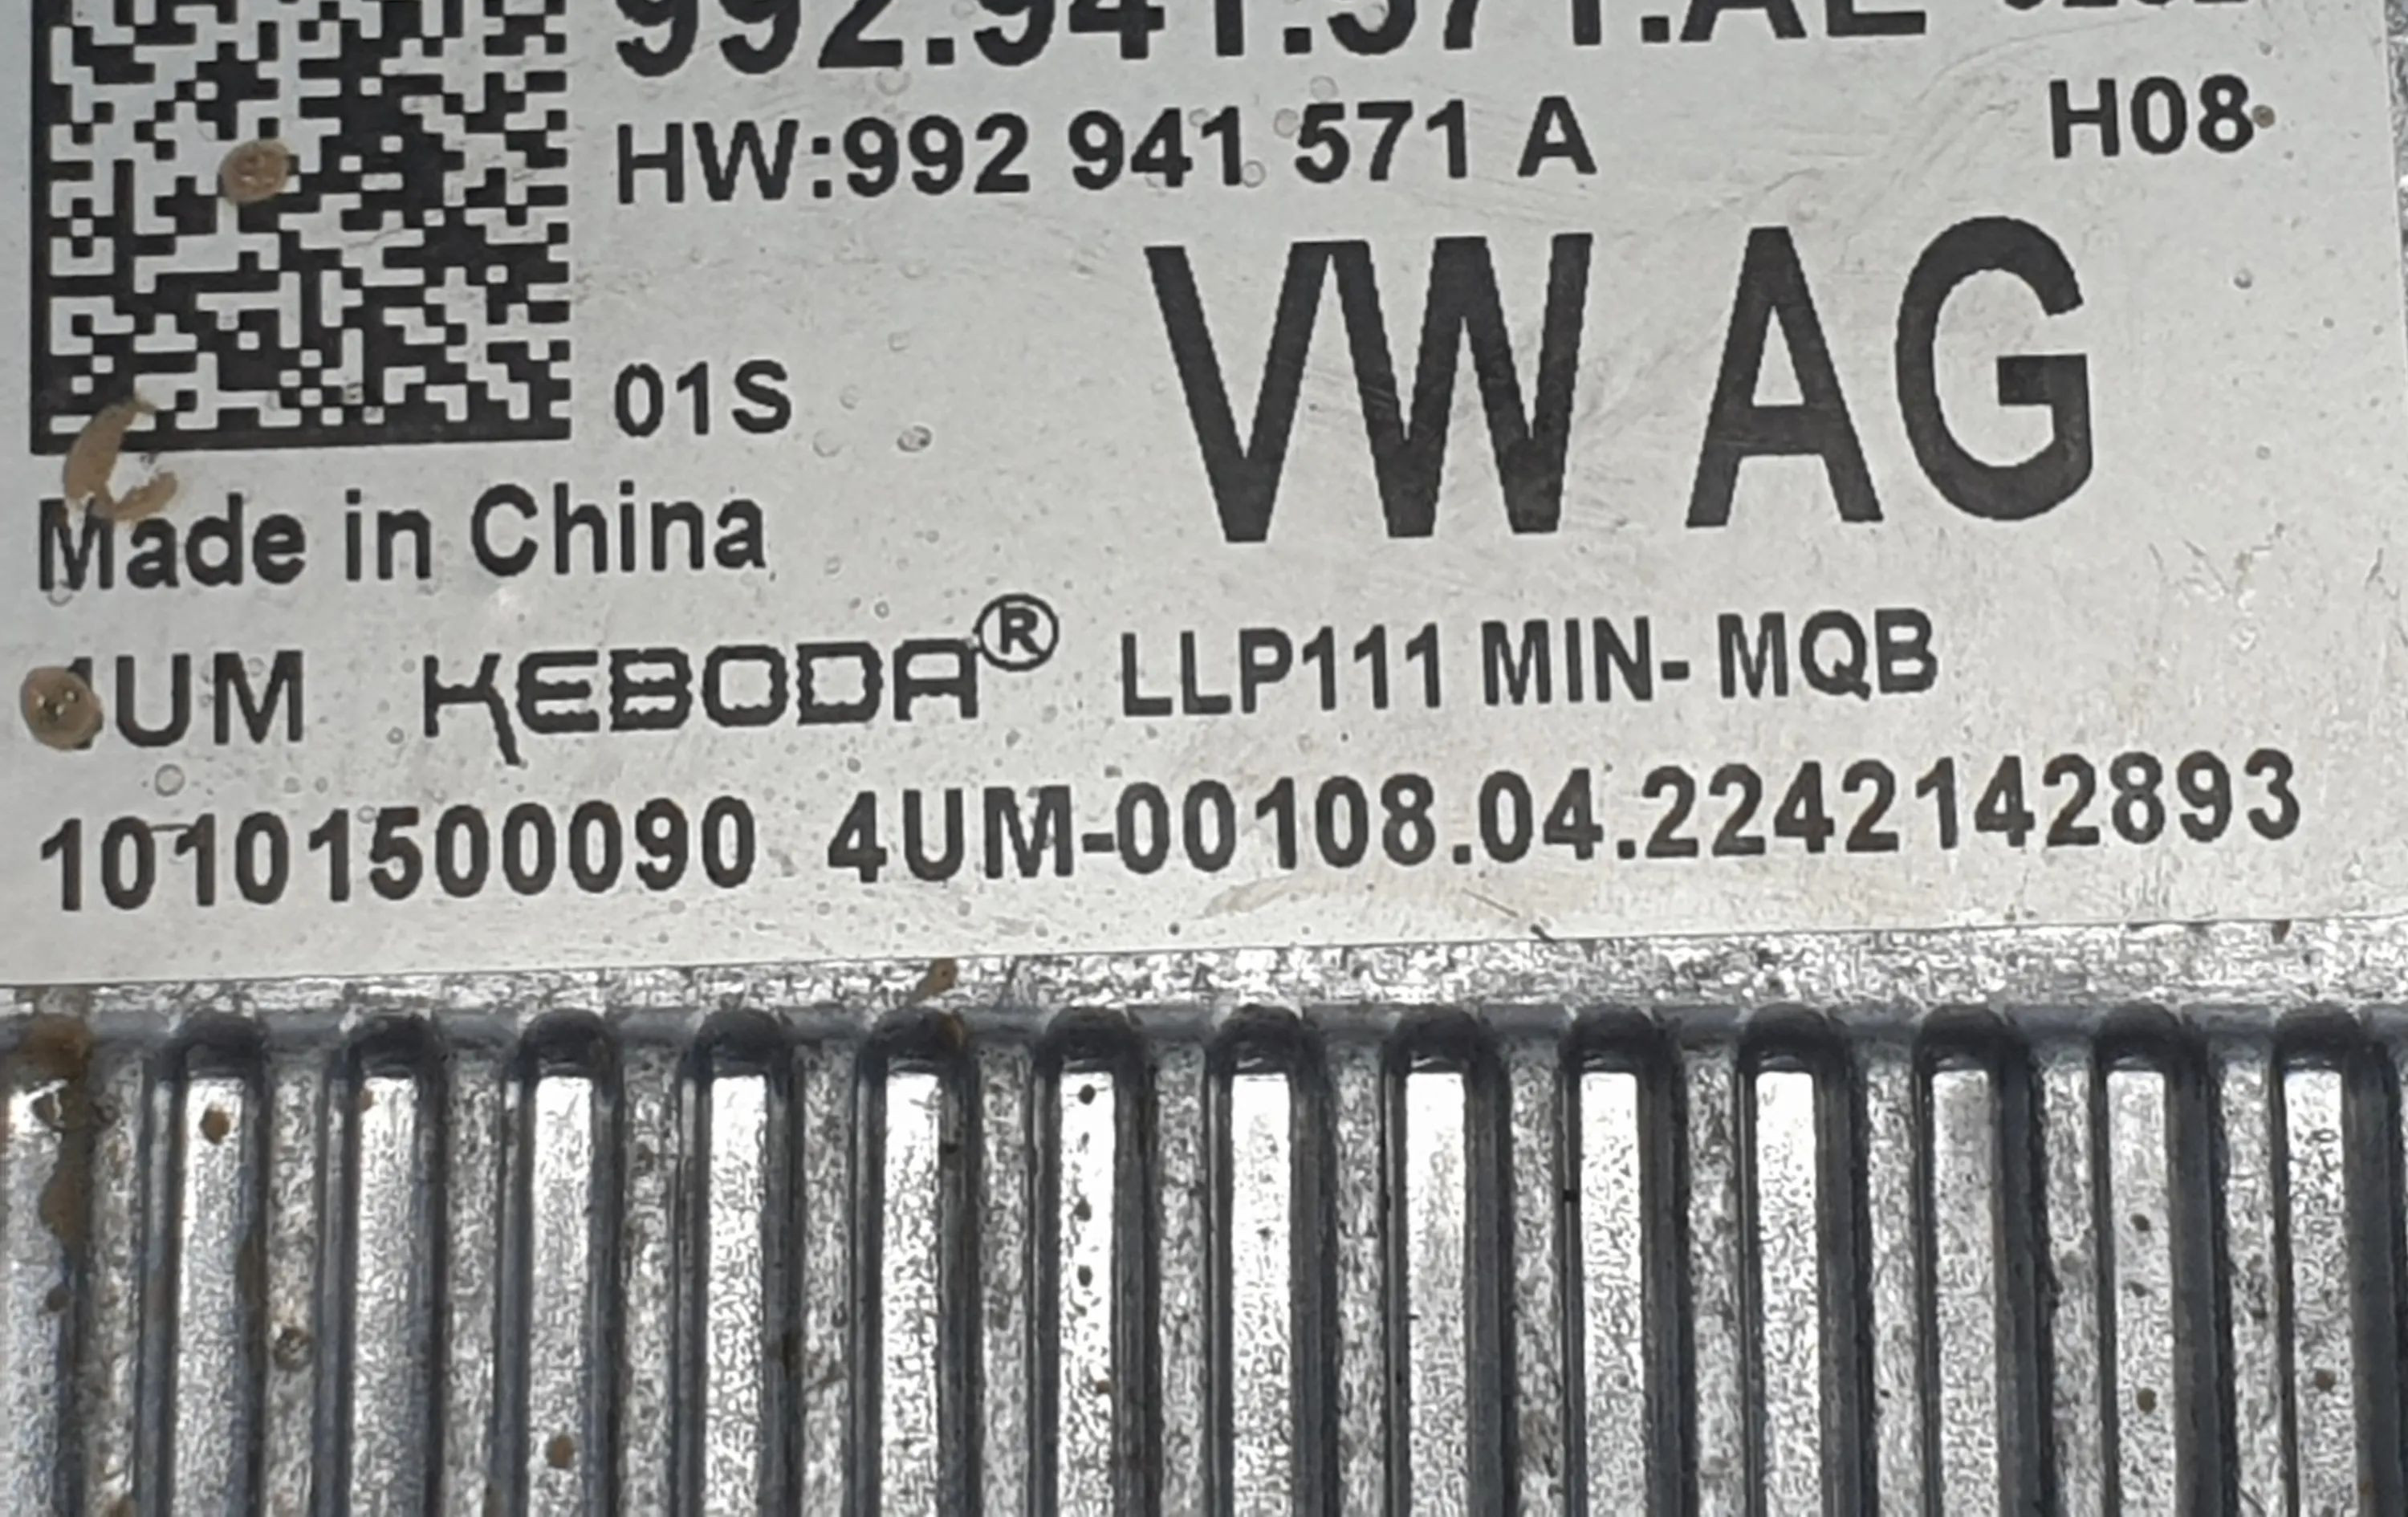 HW:992 941 571 A H08
01S VW AG
Made in China
4UM KEBODA® LLP111 MIN- MQB
10101500090 4UM-00108.04.2242142893